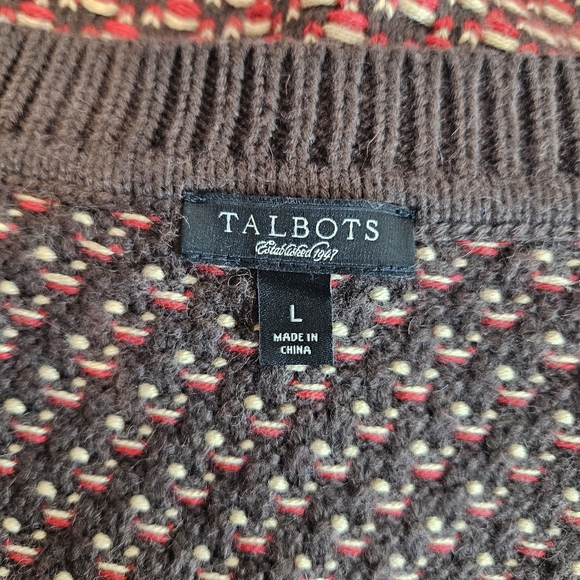 TALBOTS
Established 1947
L
MADE IN
CHINA